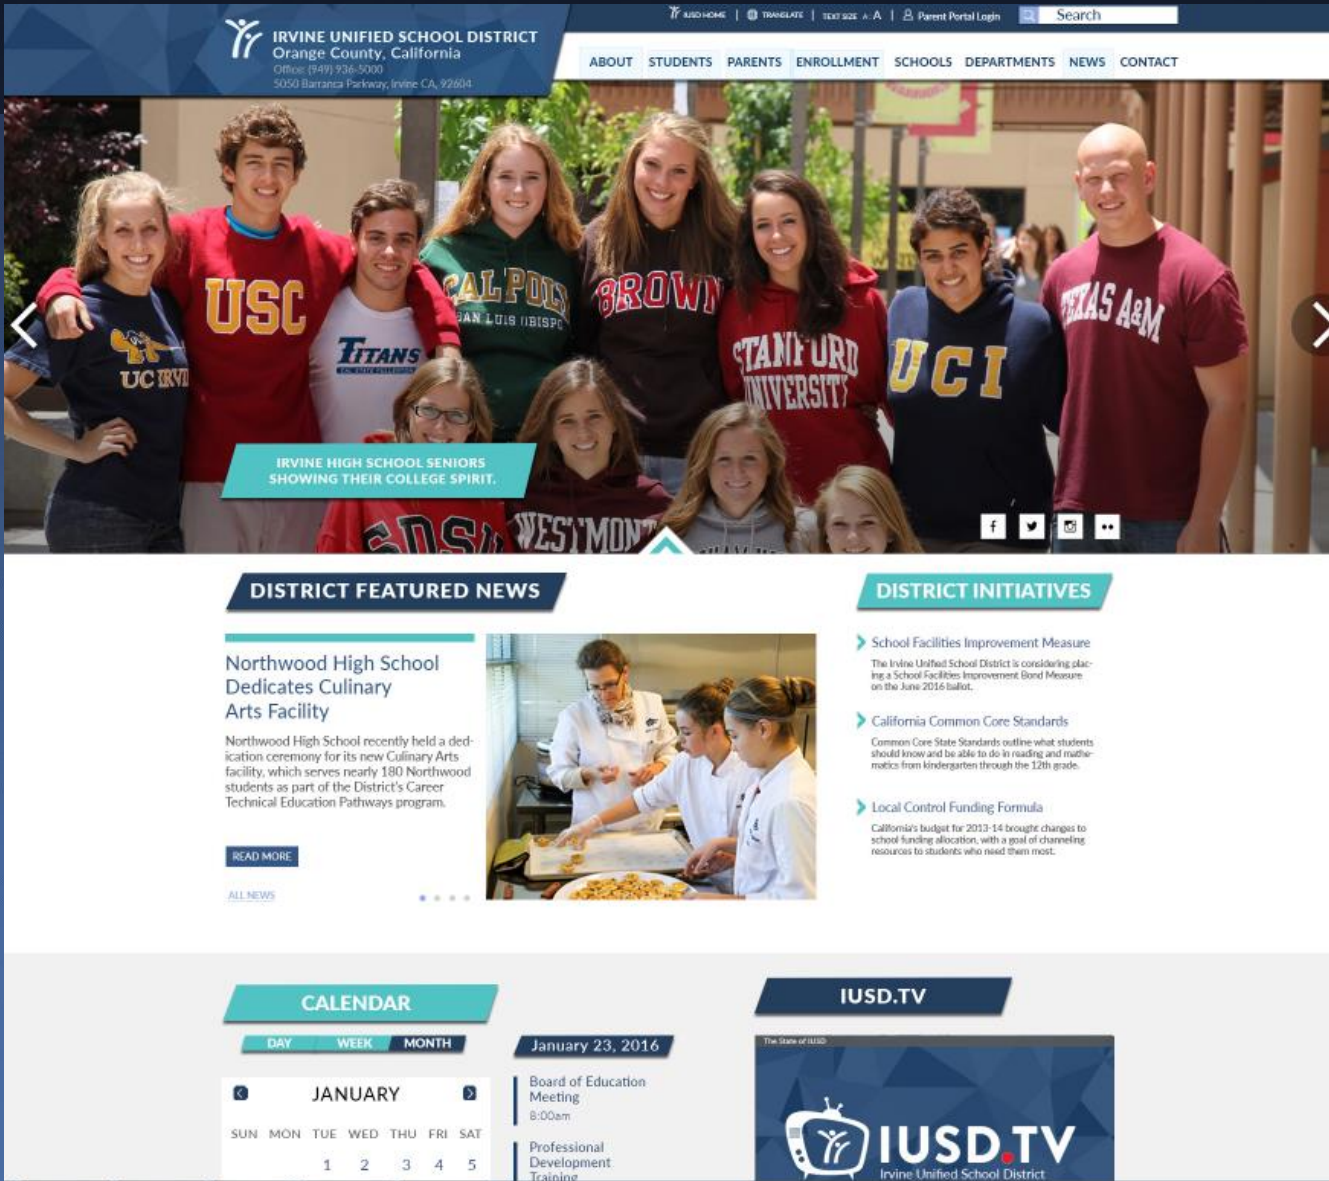 IUSD HOME | TRANSLATE | TEXT SIZE A A | Parent Portal Login Search
IRVINE UNIFIED SCHOOL DISTRICT
Orange County, California
Office: (949) 936-5000
5050 Barranca Parkway, Irvine CA, 92604
ABOUT STUDENTS PARENTS ENROLLMENT SCHOOLS DEPARTMENTS NEWS CONTACT
WARRIORS
USC
CAL POLY
SAN LUIS OBISPO
BROWN
TEXAS A&M
TITANS
CAL STATE FULLERTON
STANFORD
UNIVERSITY
UCI
UC IRVI
IRVINE HIGH SCHOOL SENIORS
SHOWING THEIR COLLEGE SPIRIT.
SDSU
WESTMONT
DISTRICT FEATURED NEWS
Northwood High School
Dedicates Culinary
Arts Facility
Northwood High School recently held a ded-
ication ceremony for its new Culinary Arts
facility, which serves nearly 180 Northwood
students as part of the District's Career
Technical Education Pathways program.
READ MORE
ALL NEWS
DISTRICT INITIATIVES
School Facilities Improvement Measure
The Irvine Unified School District is considering plac-
ing a School Facilities Improvement Bond Measure
on the June 2016 ballot.
California Common Core Standards
Common Core State Standards outline what students
should know and be able to do in reading and mathe-
matics from kindergarten through the 12th grade.
Local Control Funding Formula
California's budget for 2013-14 brought changes to
school funding allocation, with a goal of channeling
resources to students who need them most.
CALENDAR
DAY WEEK MONTH
JANUARY
SUN MON TUE WED THU FRI SAT
1 2 3 4 5
January 23, 2016
Board of Education
Meeting
8:00am
Professional
Development
Training
IUSD.TV
The State of IUSD
IUSD.TV
Irvine Unified School District